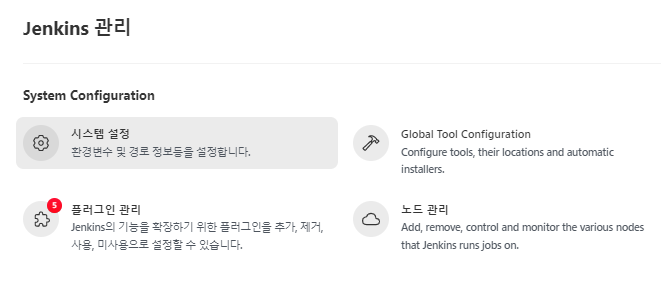 Jenkins 관리
System Configuration
시스템 설정
환경변수 및 경로 정보등을 설정합니다.
Global Tool Configuration
Configure tools, their locations and automatic
installers.
5
플러그인 관리
Jenkins의 기능을 확장하기 위한 플러그인을 추가, 제거,
사용, 미사용으로 설정할 수 있습니다.
노드 관리
Add, remove, control and monitor the various nodes
that Jenkins runs jobs on.